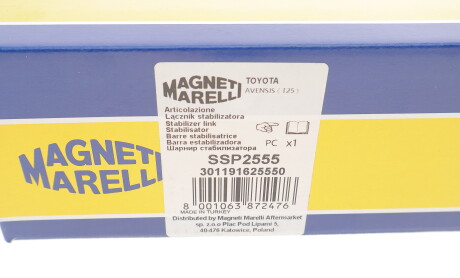 MAGNETI
MARELLI
TOYOTA
AVENSIS ( T25 )
Articolazione
Łącznik stabilizatora
Stabilizer link
Stabilisator
Barre stabilisatrice
Barra estabilizadora
Шарнир стабилизатора
PC x1
SSP2555
301191625550
8 001063 872476
MADE IN TURKEY
Distributed by Magneti Marelli Aftermarket
sp. z.o.o Plac Pod Lipami 5,
40-476 Katowice, Poland
MAGNETI
MARELLI